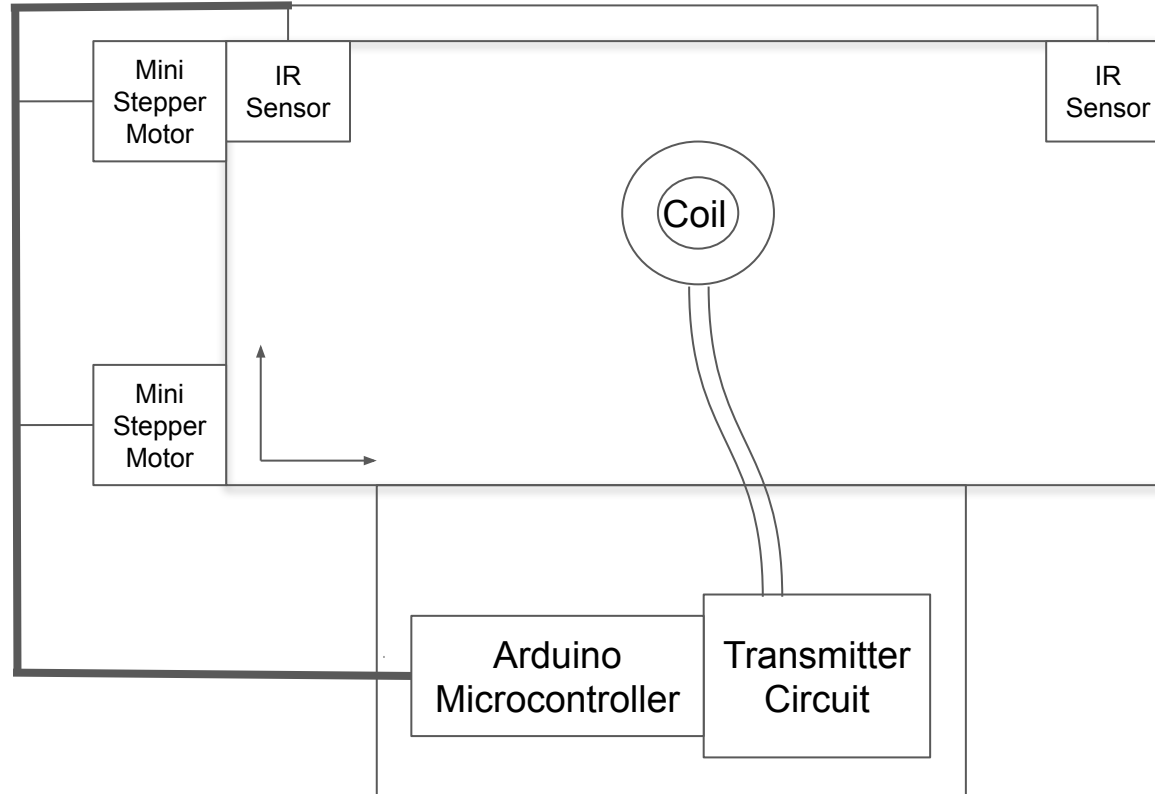 Mini
Stepper
Motor
IR
Sensor
IR
Sensor
Coil
Mini
Stepper
Motor
Arduino
Microcontroller
Transmitter
Circuit